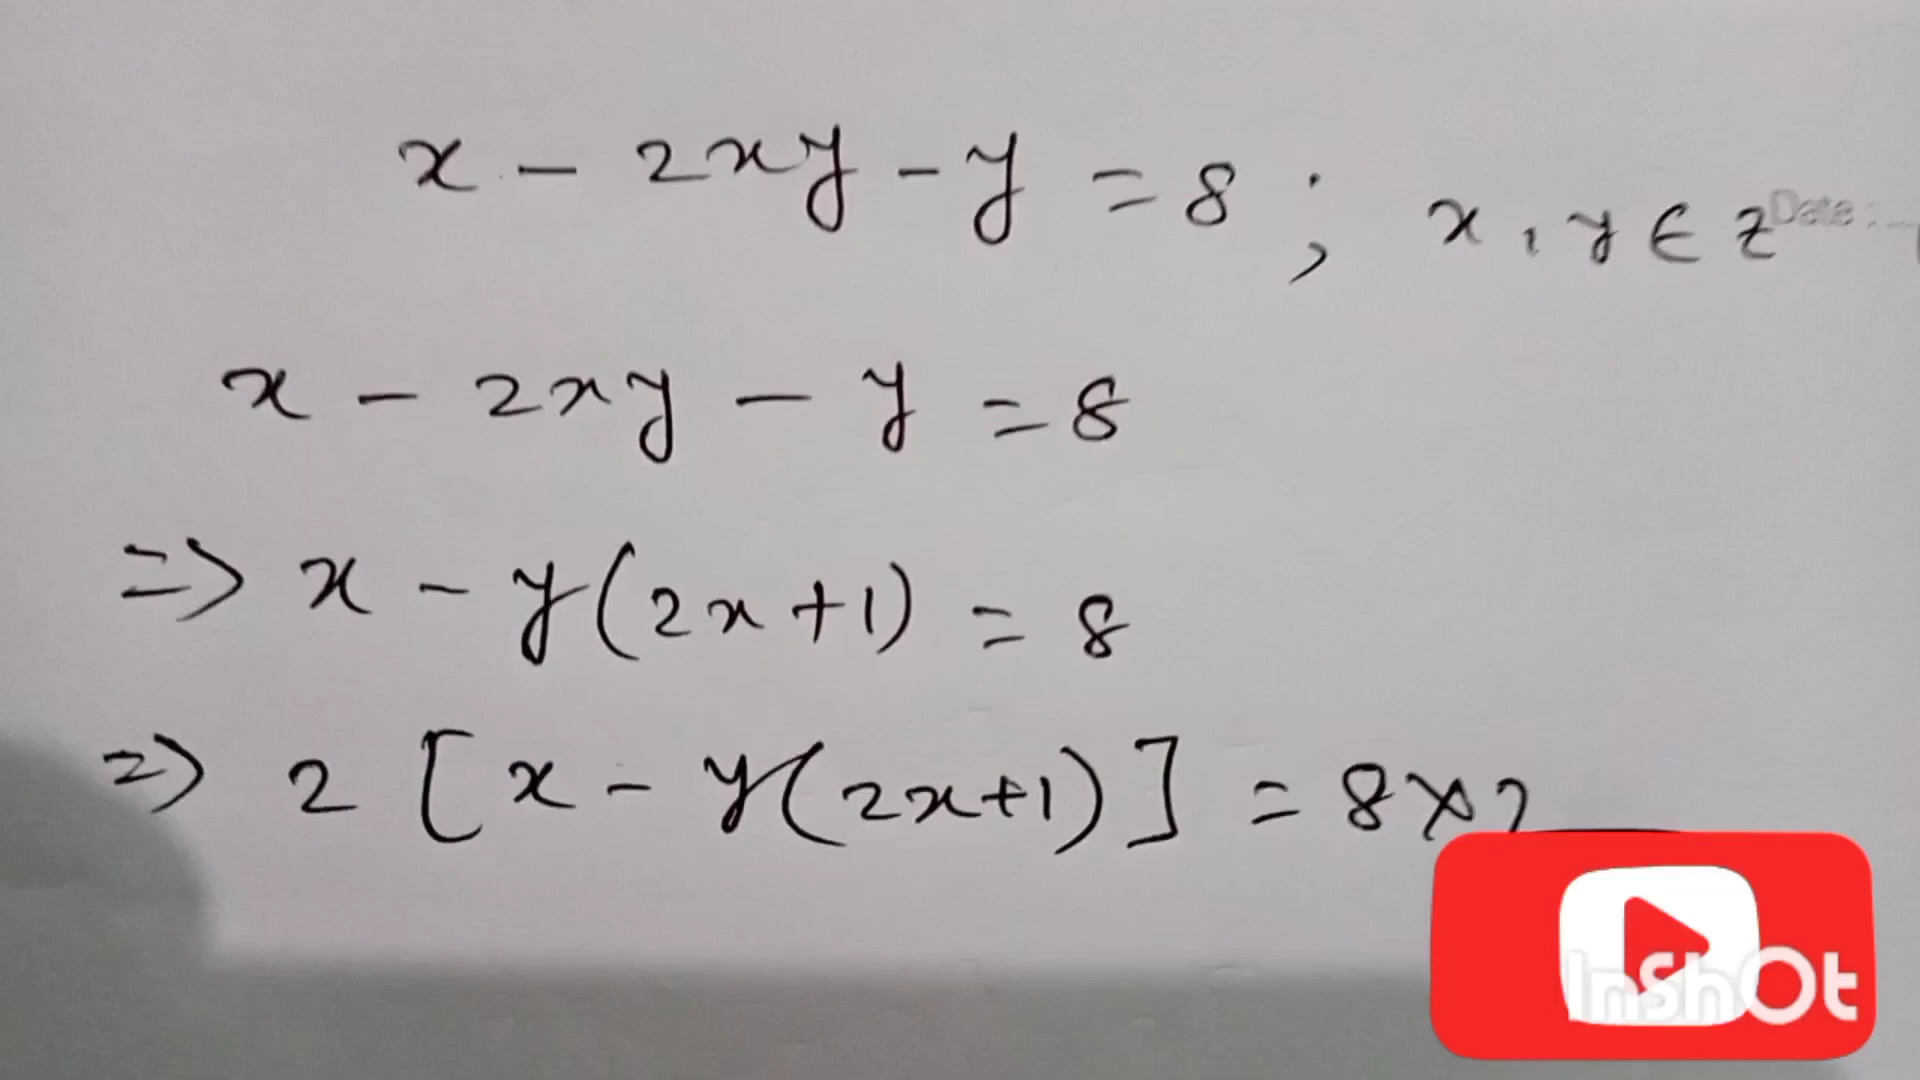 x - 2xy - y = 8 ; x, y ∈ Z
Date:
x - 2xy - y = 8
=> x - y(2x+1) = 8
=> 2 [x - y(2x+1)] = 8×2
InShOt